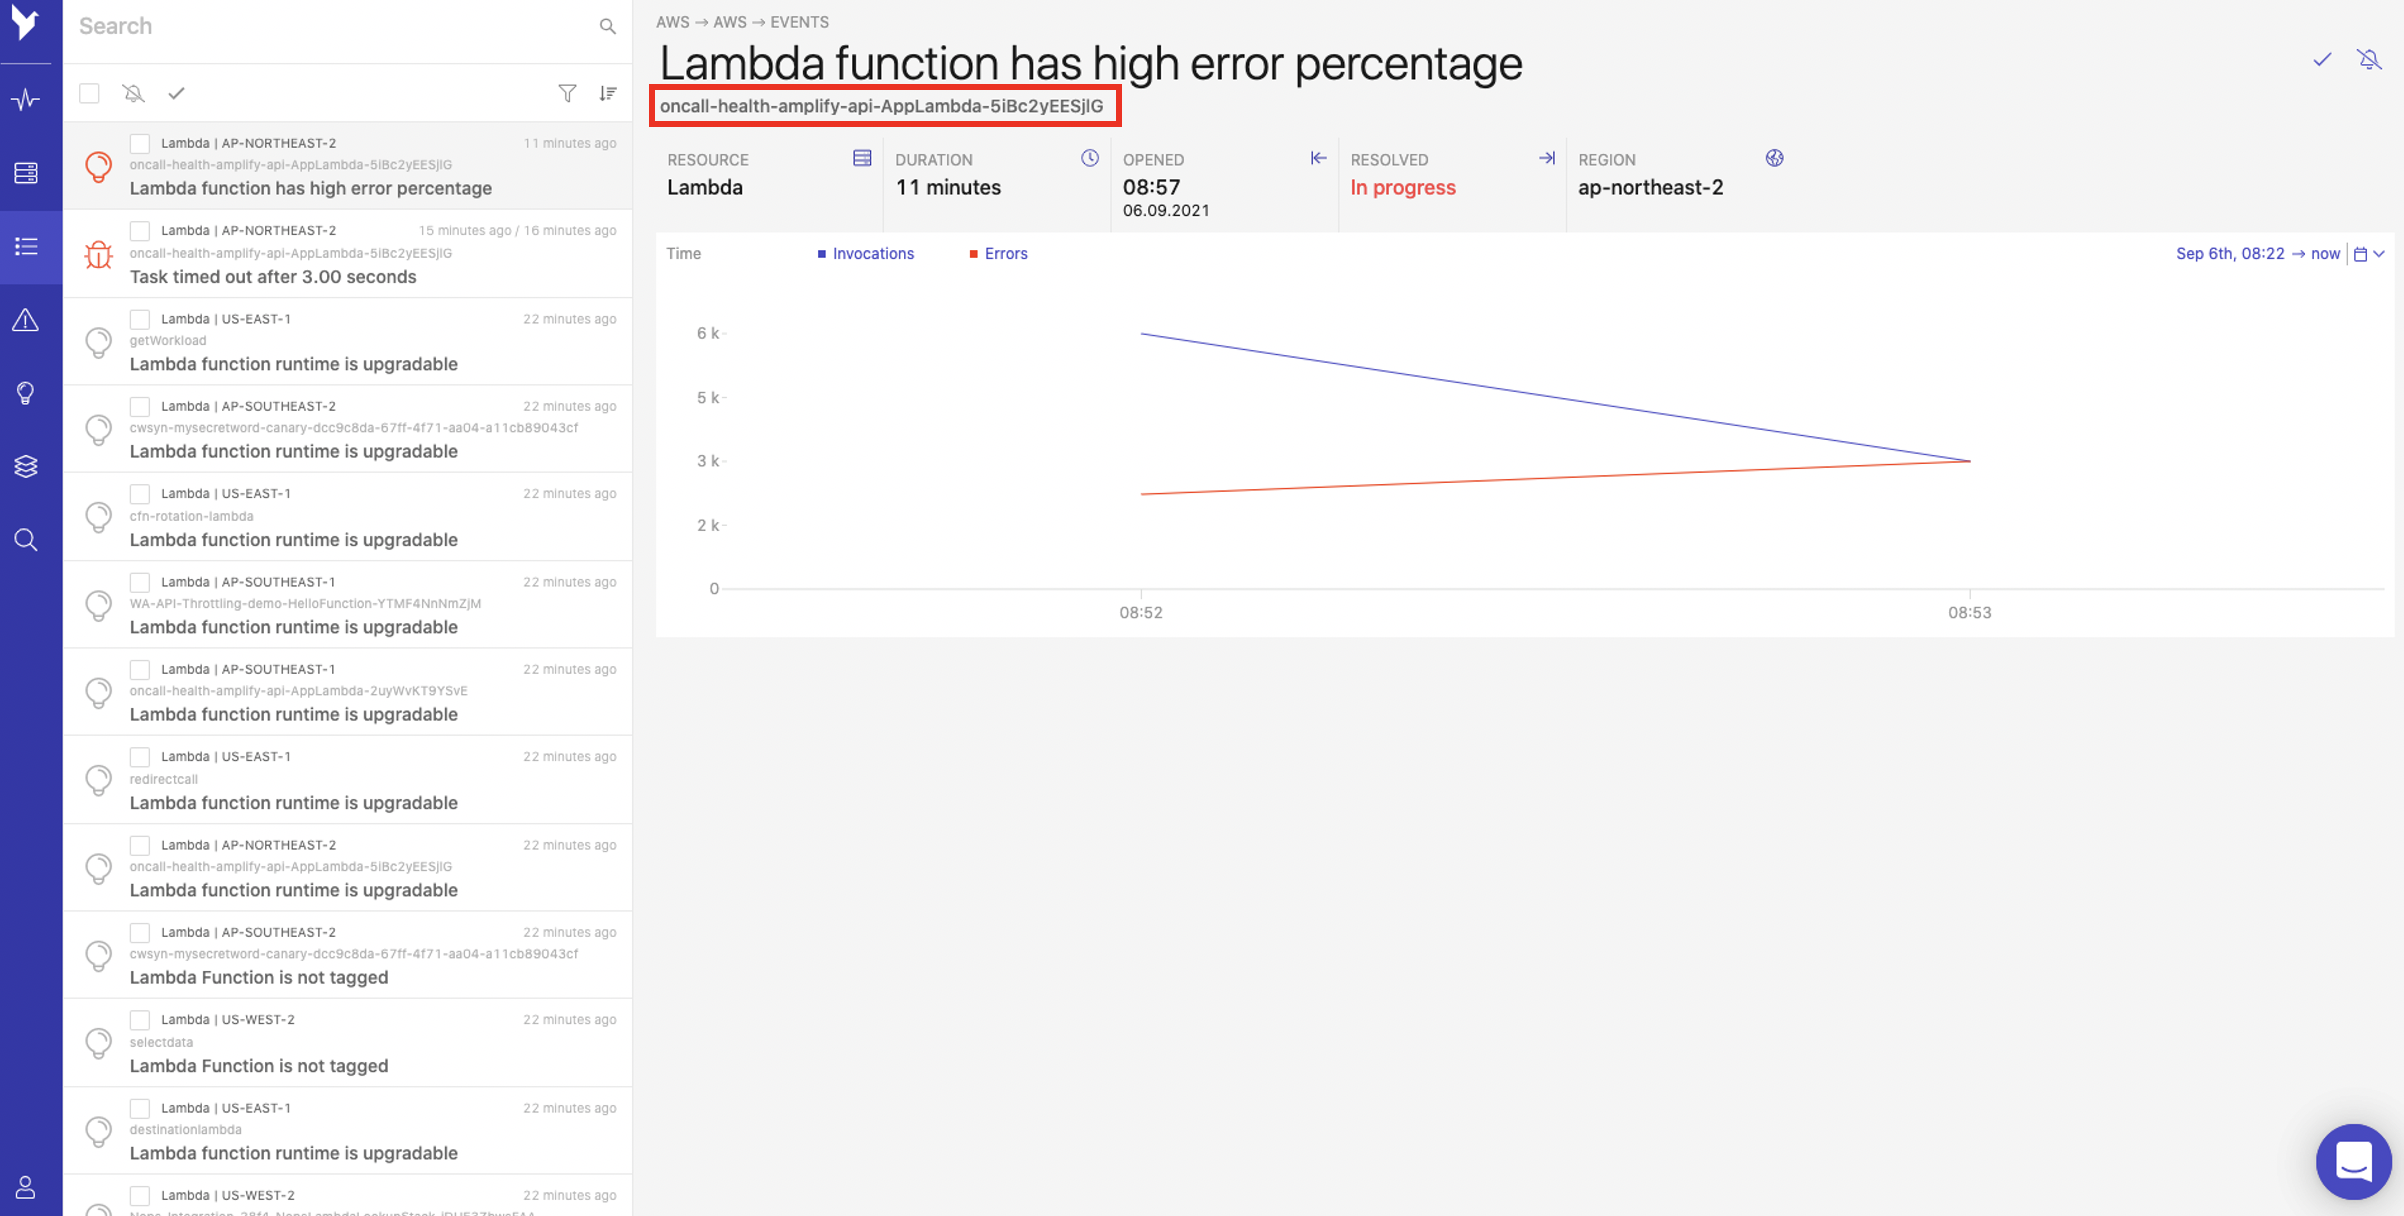 Search
Lambda | AP-NORTHEAST-2 11 minutes ago
oncall-health-amplify-api-AppLambda-5iBc2yEESjlG
Lambda function has high error percentage
Lambda | AP-NORTHEAST-2 15 minutes ago / 16 minutes ago
oncall-health-amplify-api-AppLambda-5iBc2yEESjlG
Task timed out after 3.00 seconds
Lambda | US-EAST-1 22 minutes ago
getWorkload
Lambda function runtime is upgradable
Lambda | AP-SOUTHEAST-2 22 minutes ago
cwsyn-mysecretword-canary-dcc9c8da-67ff-4f71-aa04-a11cb89043cf
Lambda function runtime is upgradable
Lambda | US-EAST-1 22 minutes ago
cfn-rotation-lambda
Lambda function runtime is upgradable
Lambda | AP-SOUTHEAST-1 22 minutes ago
WA-API-Throttling-demo-HelloFunction-YTMF4NnNmZjM
Lambda function runtime is upgradable
Lambda | AP-SOUTHEAST-1 22 minutes ago
oncall-health-amplify-api-AppLambda-2uyWvKT9YSvE
Lambda function runtime is upgradable
Lambda | US-EAST-1 22 minutes ago
redirectcall
Lambda function runtime is upgradable
Lambda | AP-NORTHEAST-2 22 minutes ago
oncall-health-amplify-api-AppLambda-5iBc2yEESjlG
Lambda function runtime is upgradable
Lambda | AP-SOUTHEAST-2 22 minutes ago
cwsyn-mysecretword-canary-dcc9c8da-67ff-4f71-aa04-a11cb89043cf
Lambda Function is not tagged
Lambda | US-WEST-2 22 minutes ago
selectdata
Lambda Function is not tagged
Lambda | US-EAST-1 22 minutes ago
destinationlambda
Lambda function runtime is upgradable
Lambda | US-WEST-2 22 minutes ago
AWS → AWS → EVENTS
Lambda function has high error percentage
oncall-health-amplify-api-AppLambda-5iBc2yEESjlG
RESOURCE DURATION OPENED RESOLVED REGION
Lambda 11 minutes 08:57 In progress ap-northeast-2
06.09.2021
Time Invocations Errors Sep 6th, 08:22 → now
6 k
5 k
3 k
2 k
0
08:52 08:53